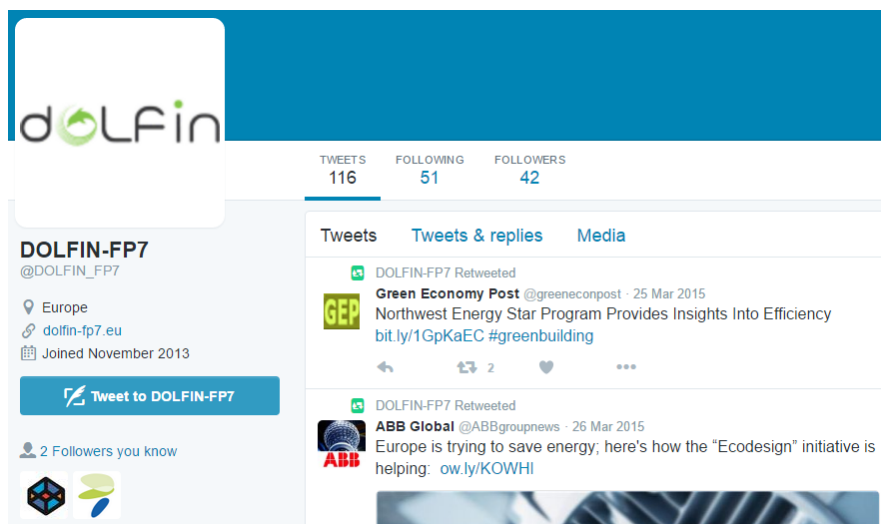 dOLFin
TWEETS FOLLOWING FOLLOWERS
116 51 42
DOLFIN-FP7
@DOLFIN_FP7
Europe
dolfin-fp7.eu
Joined November 2013
Tweet to DOLFIN-FP7
2 Followers you know
Tweets Tweets & replies Media
DOLFIN-FP7 Retweeted
GEP
Green Economy Post @greeneconpost · 25 Mar 2015
Northwest Energy Star Program Provides Insights Into Efficiency
bit.ly/1GpKaEC #greenbuilding
2
DOLFIN-FP7 Retweeted
ABB Global @ABBgroupnews · 26 Mar 2015
ABB
Europe is trying to save energy; here's how the “Ecodesign” initiative is
helping: ow.ly/KOWHI